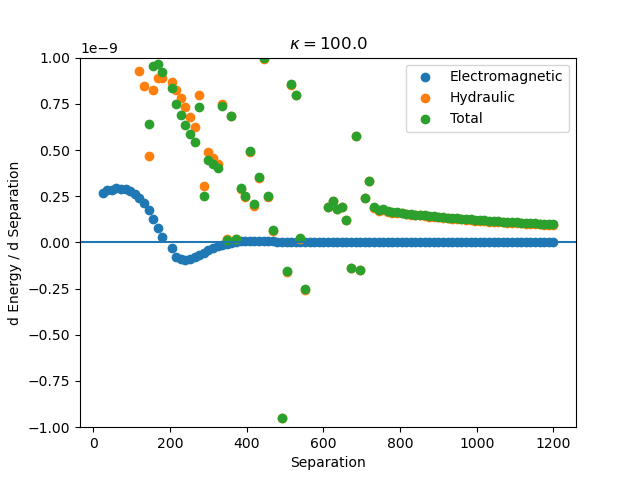 κ = 100.0
1e−9
1.00
0.75
0.50
0.25
0.00
−0.25
−0.50
−0.75
−1.00
d Energy / d Separation
Electromagnetic
Hydraulic
Total
0 200 400 600 800 1000 1200
Separation